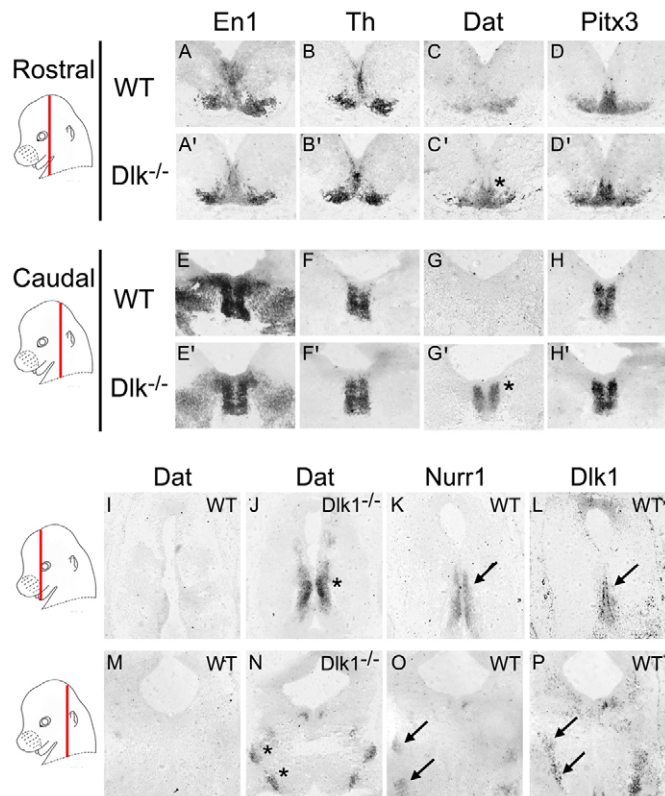 En1 Th Dat Pitx3
Rostral
WT
A B C D
Dlk-/-
A' B' C' * D'
Caudal
WT
E F G H
Dlk-/-
E' F' G' * H'
Dat Dat Nurr1 Dlk1
I WT J Dlk1-/- K WT L WT
*
M WT N Dlk1-/- O WT P WT
*
*